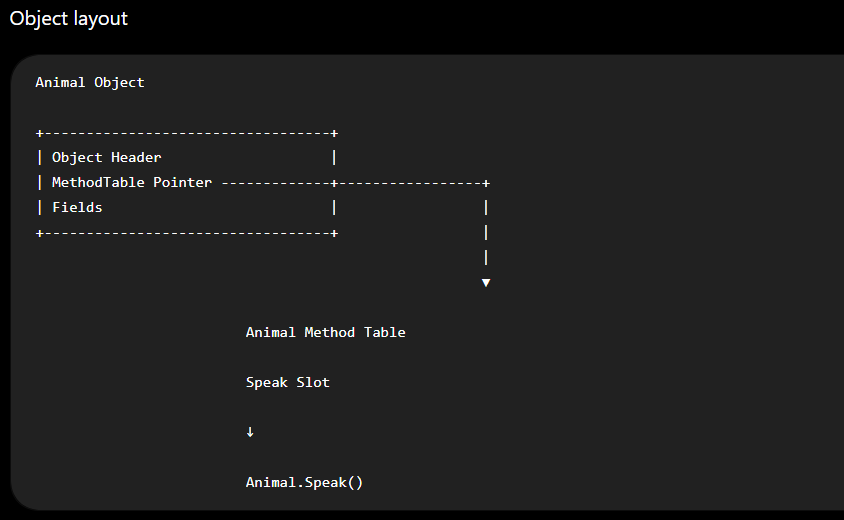 Object layout
Animal Object
+----------------------------------+
| Object Header                    |
| MethodTable Pointer -------------+-----------------+
| Fields                           |                 |
+----------------------------------+                 |
                                                     |
                                                     ▼
Animal Method Table
Speak Slot
↓
Animal.Speak()